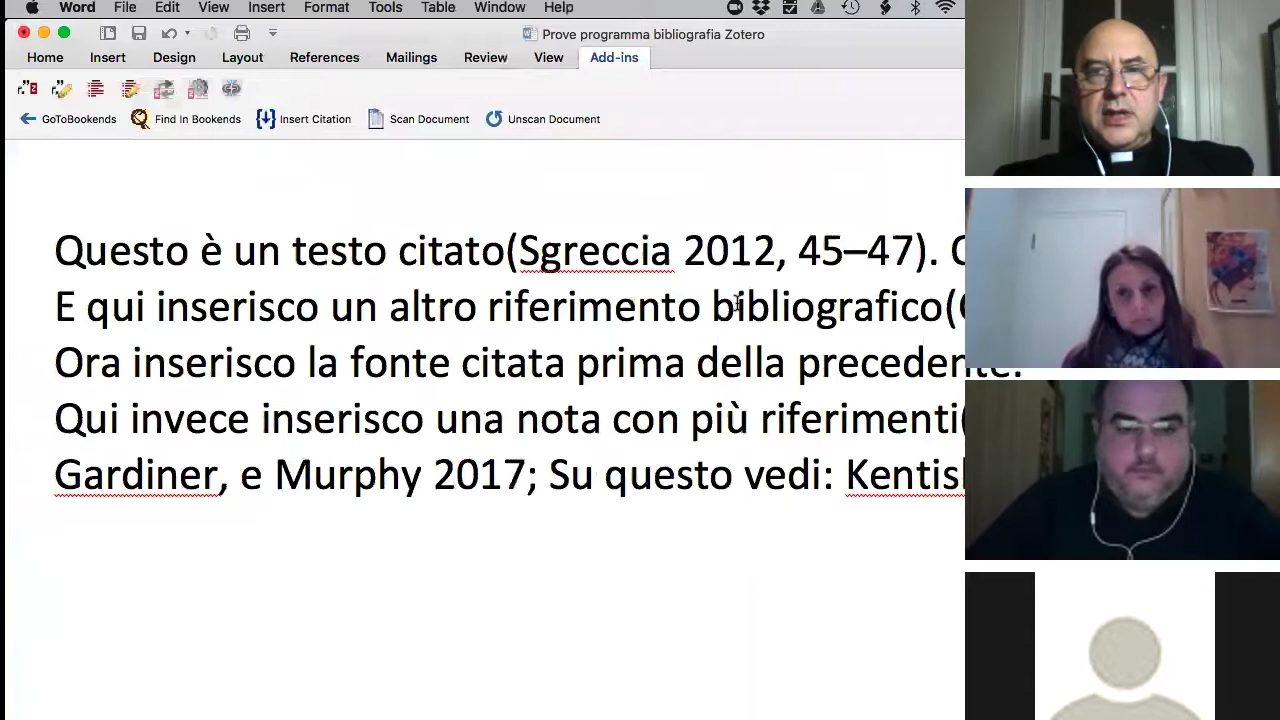 Word File Edit View Insert Format Tools Table Window Help
Prove programma bibliografia Zotero
Home Insert Design Layout References Mailings Review View Add-ins
GoToBookends Find In Bookends Insert Citation Scan Document Unscan Document
Questo è un testo citato(Sgreccia 2012, 45–47).
E qui inserisco un altro riferimento bibliografico(
Ora inserisco la fonte citata prima della precedente.
Qui invece inserisco una nota con più riferimenti(
Gardiner, e Murphy 2017; Su questo vedi: Kentis